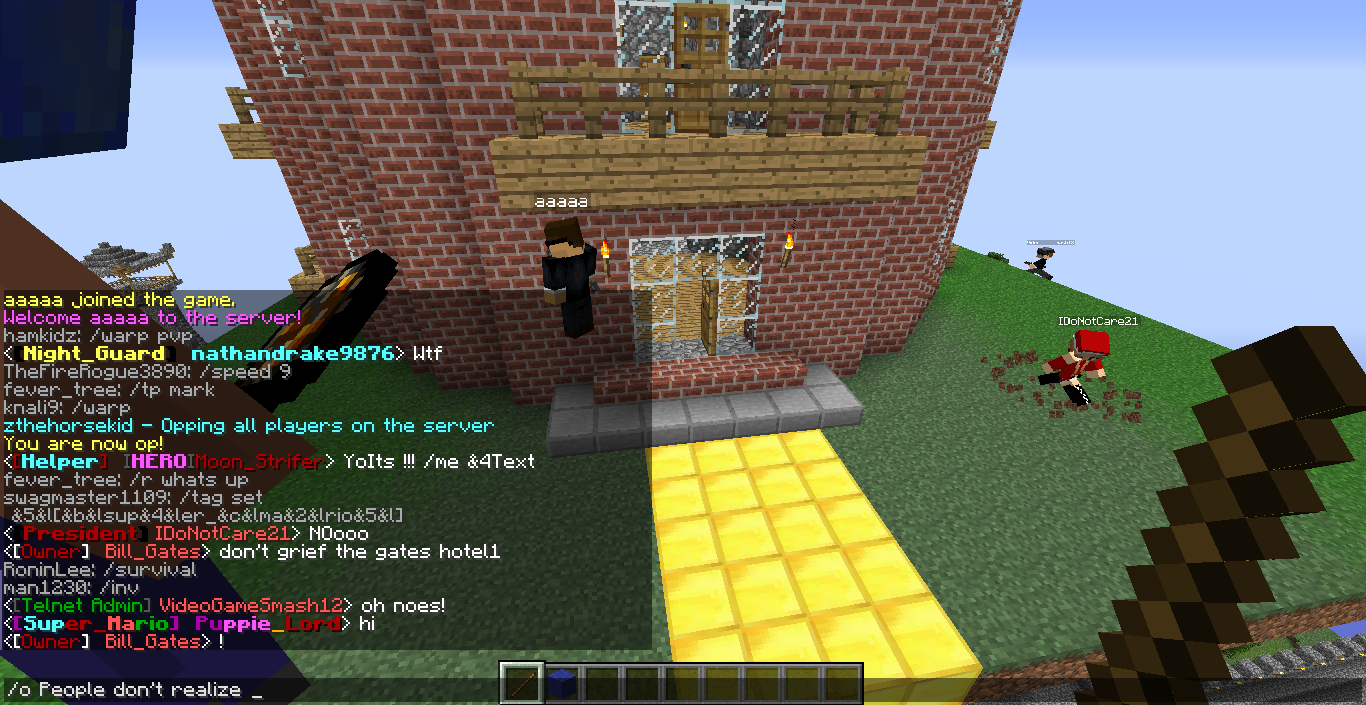 aaaaa
IDoNotCare21
aaaaa joined the game.
Welcome aaaaa to the server!
hamkidz: /warp pvp
< Night_Guard nathandrake9876> Wtf
TheFireRogue3890: /speed 9
fever_tree: /tp mark
knali9: /warp
zthehorsekid - Opping all players on the server
You are now op!
<[Helper] [HERO]Moon_Strifer> YoIts !!! /me &4Text
fever_tree: /r whats up
swagmaster1109: /tag set
&5&l[&b&lsup&4&ler_&c&lma&2&lrio&5&l]
< President IDoNotCare21> NOooo
<[Owner] Bill_Gates> don't grief the gates hotel1
RoninLee: /survival
man1230: /inv
<[Telnet Admin] VideoGameSmash12> oh noes!
<[Super_Mario] Puppie_Lord> hi
<[Owner] Bill_Gates> !
/o People don't realize _